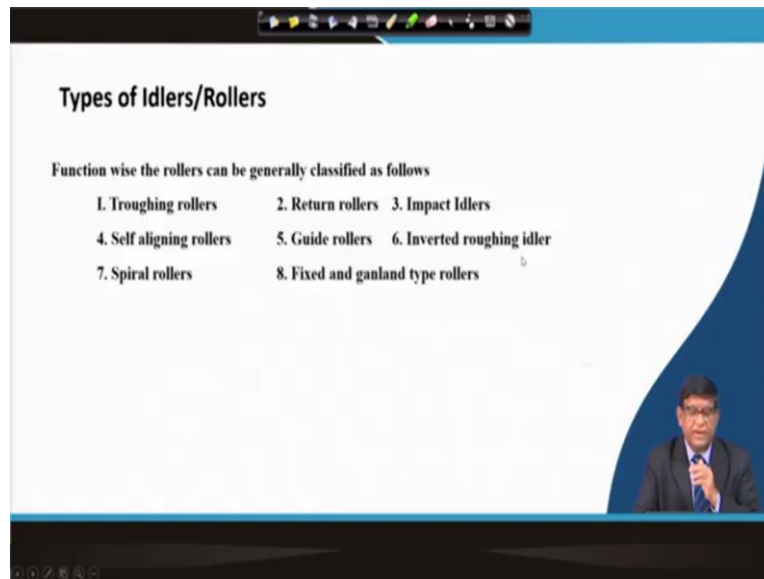 Types of Idlers/Rollers
Function wise the rollers can be generally classified as follows
1. Troughing rollers 2. Return rollers 3. Impact Idlers
4. Self aligning rollers 5. Guide rollers 6. Inverted roughing idler
7. Spiral rollers 8. Fixed and ganland type rollers